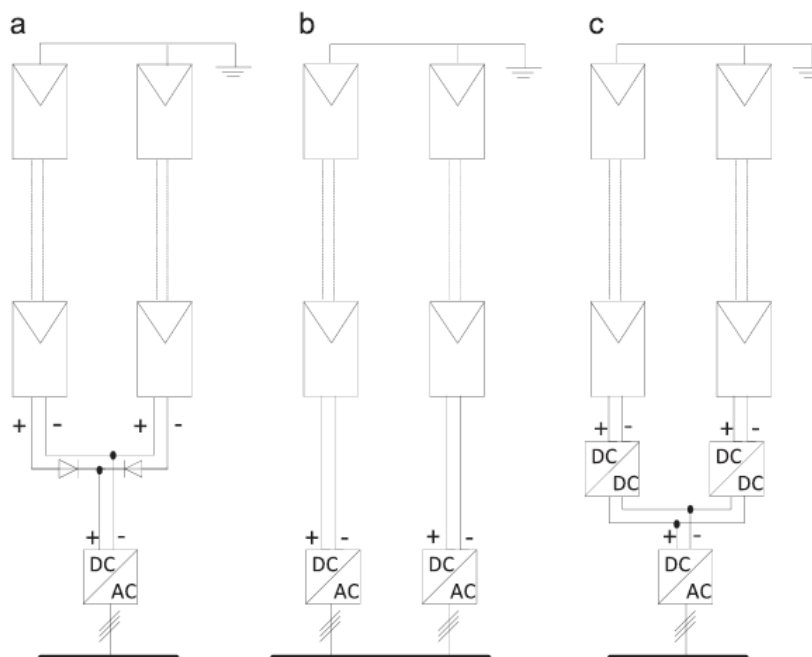 a b c
+ - + -
+ - + -
+ - + -
DC DC
DC DC
+ - + - + - + -
DC DC DC DC
AC AC AC AC